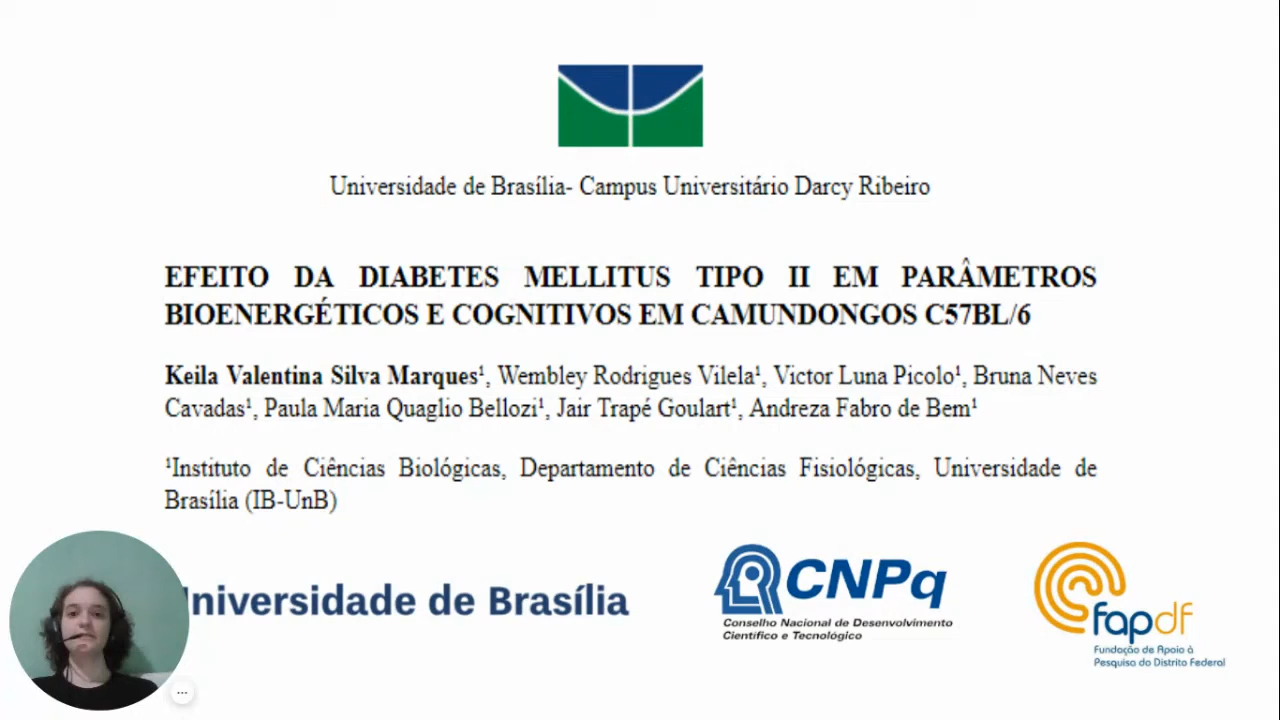 Universidade de Brasília- Campus Universitário Darcy Ribeiro
EFEITO DA DIABETES MELLITUS TIPO II EM PARÂMETROS
BIOENERGÉTICOS E COGNITIVOS EM CAMUNDONGOS C57BL/6
Keila Valentina Silva Marques¹, Wembley Rodrigues Vilela¹, Victor Luna Picolo¹, Bruna Neves
Cavadas¹, Paula Maria Quaglio Bellozi¹, Jair Trapé Goulart¹, Andreza Fabro de Bem¹
¹Instituto de Ciências Biológicas, Departamento de Ciências Fisiológicas, Universidade de
Brasília (IB-UnB)
Universidade de Brasília
CNPq
Conselho Nacional de Desenvolvimento
Científico e Tecnológico
fapdf
Fundação de Apoio à
Pesquisa do Distrito Federal